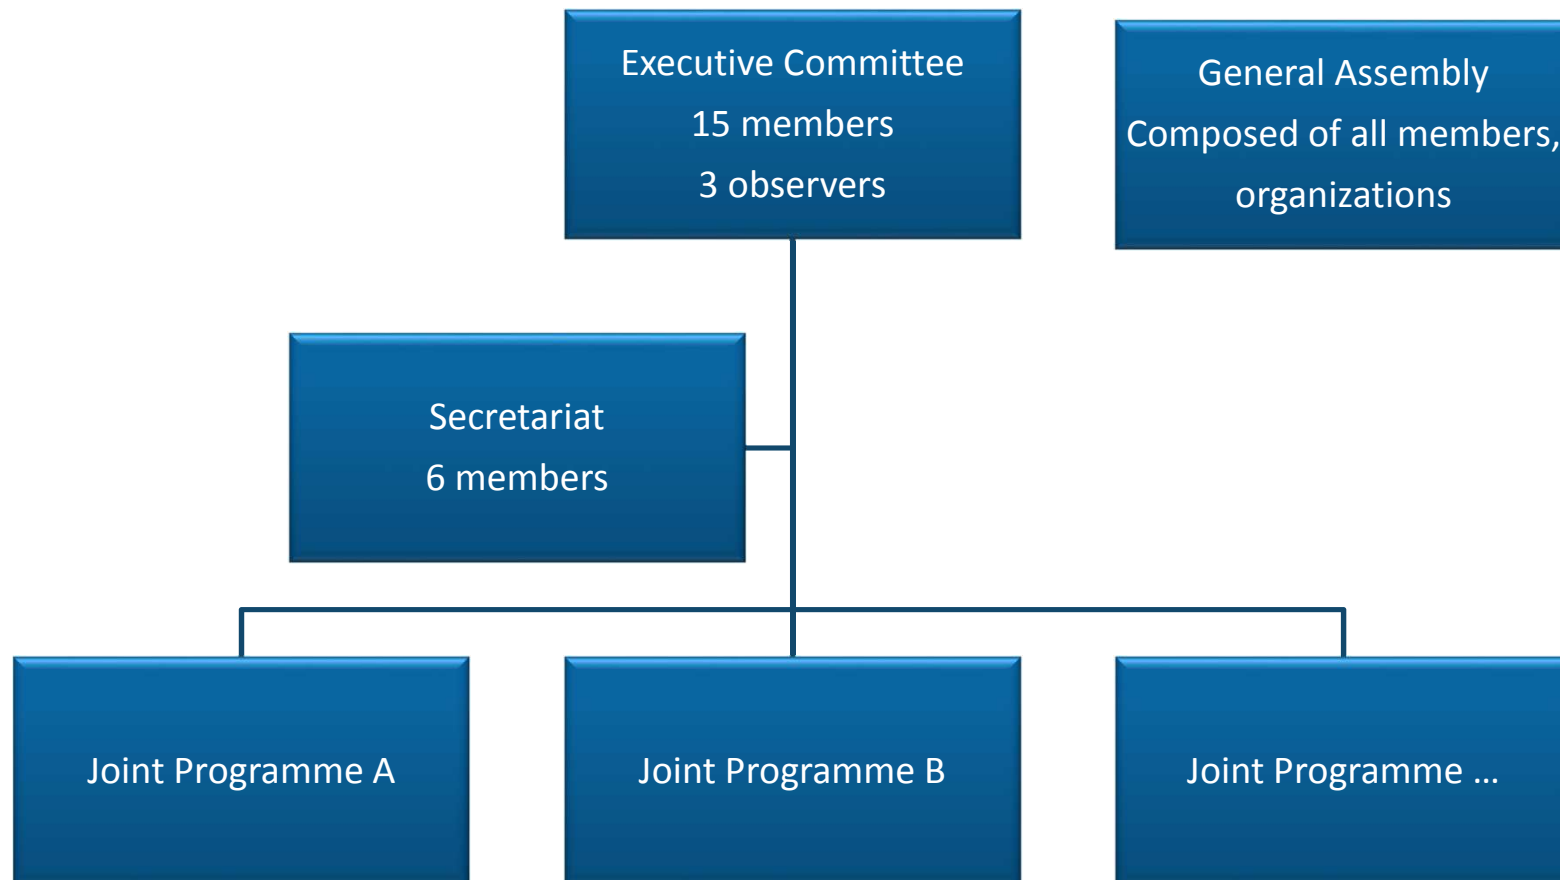 Executive Committee
15 members
3 observers
General Assembly
Composed of all members,
organizations
Secretariat
6 members
Joint Programme A
Joint Programme B
Joint Programme ...